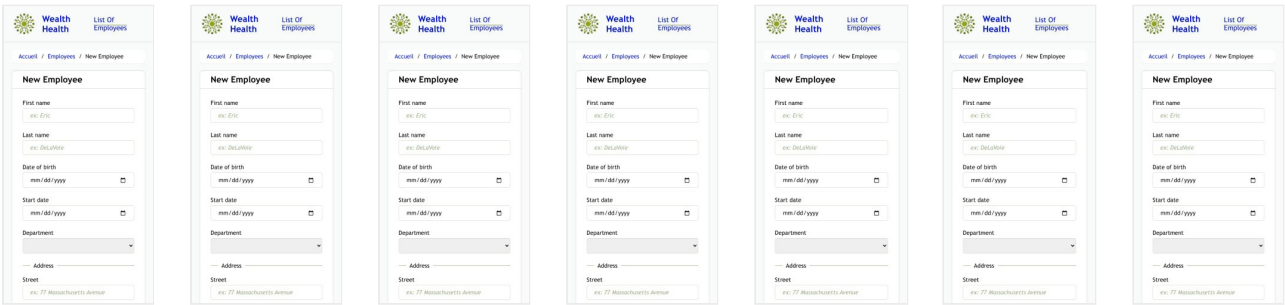 Wealth Health
List Of Employees
Accueil / Employees / New Employee
New Employee
First name
ex: Eric
Last name
ex:
Date of birth
mm/dd/yyyy
Start date
mm/dd/yyyy
Department
Address
Street
ex: 77 Massachusetts Avenue
Wealth Health
List Of Employees
Accueil / Employees / New Employee
New Employee
First name
ex: Eric
Last name
ex:
Date of birth
mm/dd/yyyy
Start date
mm/dd/yyyy
Department
Address
Street
ex: 77 Massachusetts Avenue
Wealth Health
List Of Employees
Accueil / Employees / New Employee
New Employee
First name
ex: Eric
Last name
ex:
Date of birth
mm/dd/yyyy
Start date
mm/dd/yyyy
Department
Address
Street
ex: 77 Massachusetts Avenue
Wealth Health
List Of Employees
Accueil / Employees / New Employee
New Employee
First name
ex: Eric
Last name
ex:
Date of birth
mm/dd/yyyy
Start date
mm/dd/yyyy
Department
Address
Street
ex: 77 Massachusetts Avenue
Wealth Health
List Of Employees
Accueil / Employees / New Employee
New Employee
First name
ex: Eric
Last name
ex:
Date of birth
mm/dd/yyyy
Start date
mm/dd/yyyy
Department
Address
Street
ex: 77 Massachusetts Avenue
Wealth Health
List Of Employees
Accueil / Employees / New Employee
New Employee
First name
ex: Eric
Last name
ex:
Date of birth
mm/dd/yyyy
Start date
mm/dd/yyyy
Department
Address
Street
ex: 77 Massachusetts Avenue
Wealth Health
List Of Employees
Accueil / Employees / New Employee
New Employee
First name
ex: Eric
Last name
ex:
Date of birth
mm/dd/yyyy
Start date
mm/dd/yyyy
Department
Address
Street
ex: 77 Massachusetts Avenue